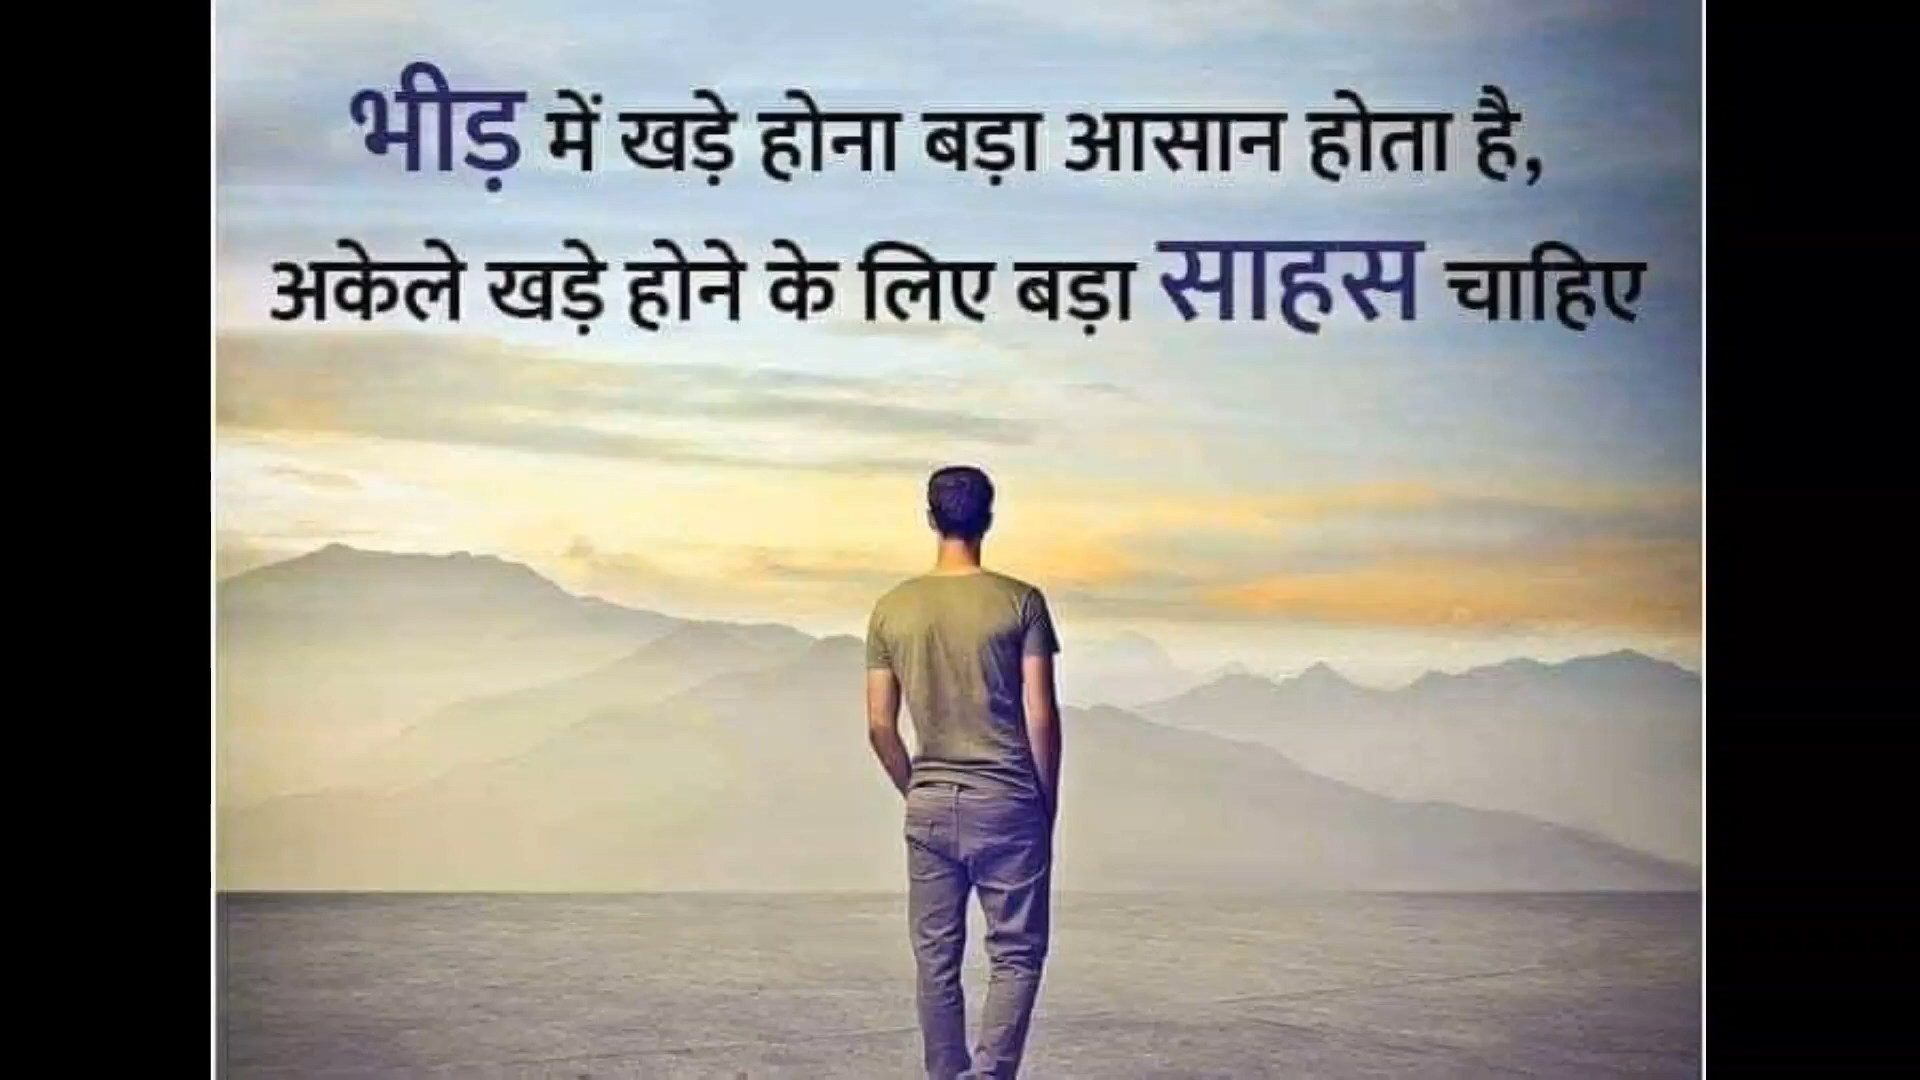 भीड़ में खड़े होना बड़ा आसान होता है,
अकेले खड़े होने के लिए बड़ा साहस चाहिए